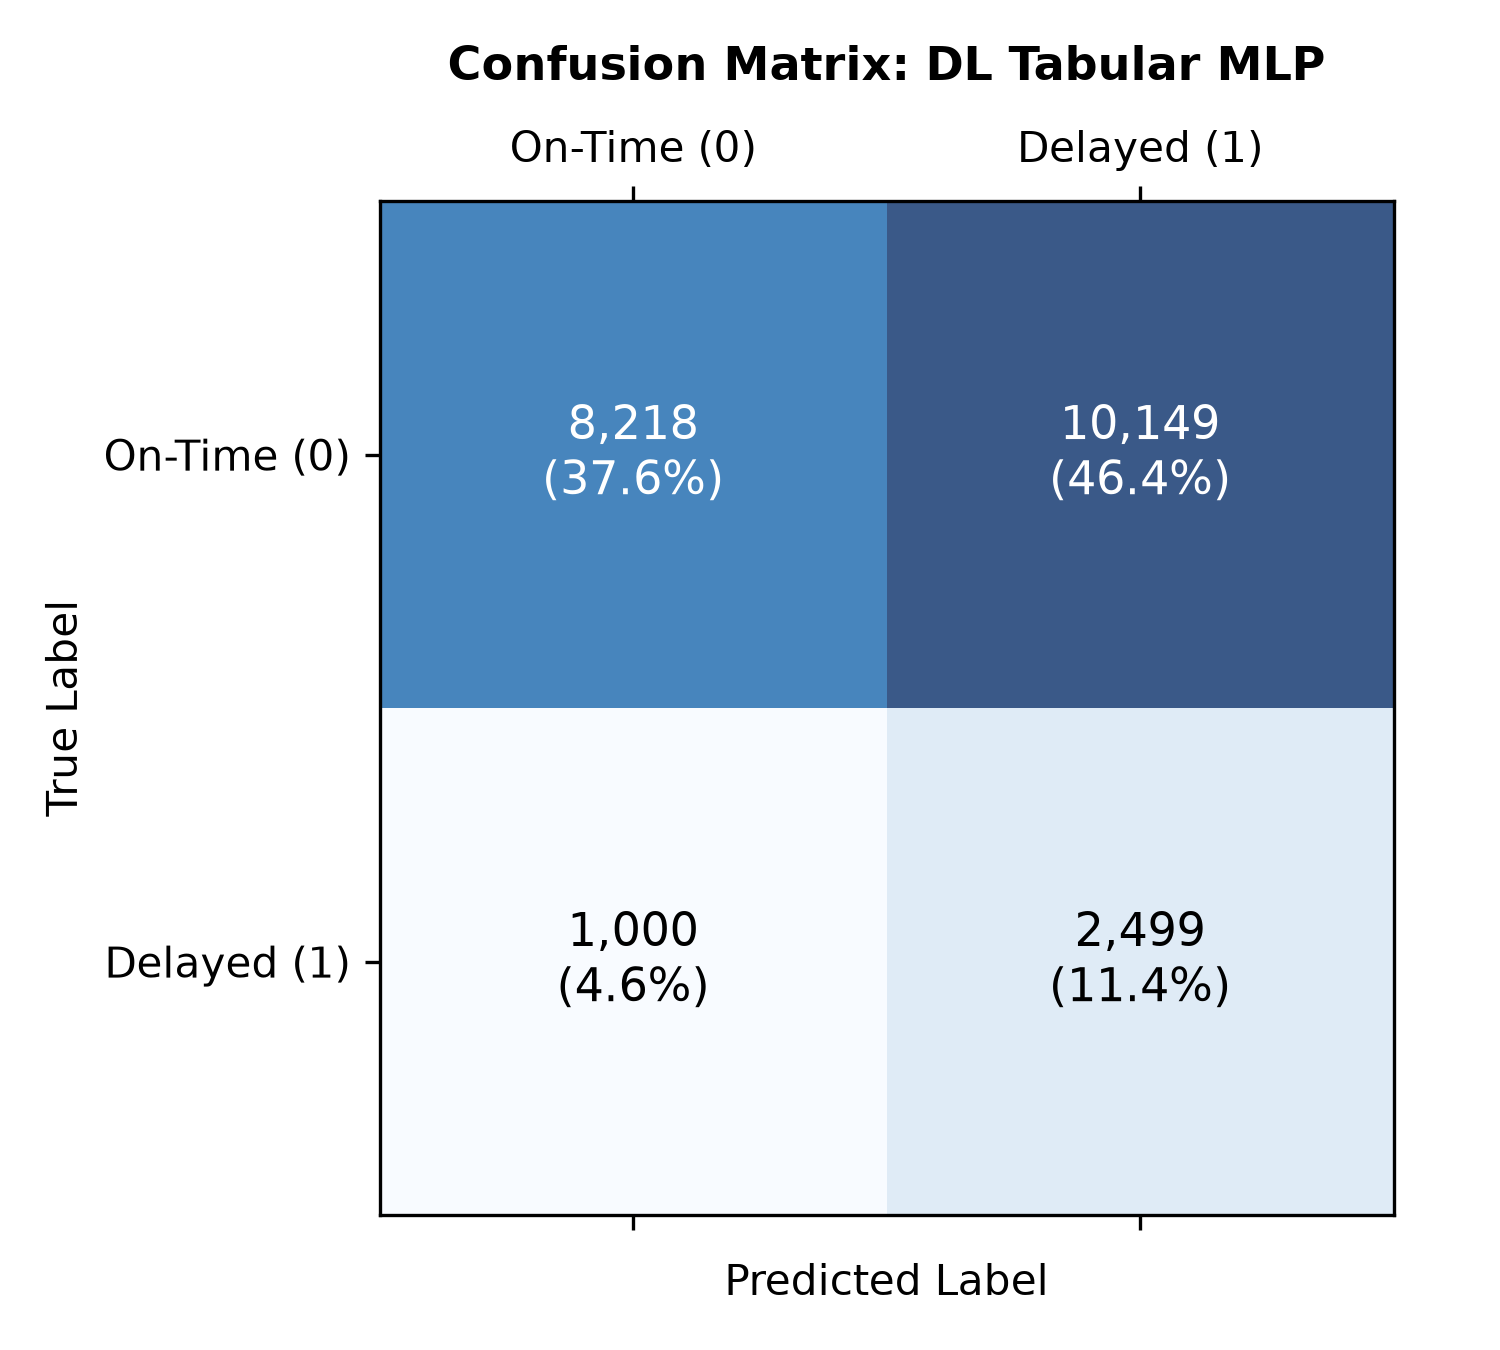 Confusion Matrix: DL Tabular MLP
On-Time (0)
Delayed (1)
On-Time (0)
8,218
(37.6%)
10,149
(46.4%)
True Label
Delayed (1)
1,000
(4.6%)
2,499
(11.4%)
Predicted Label